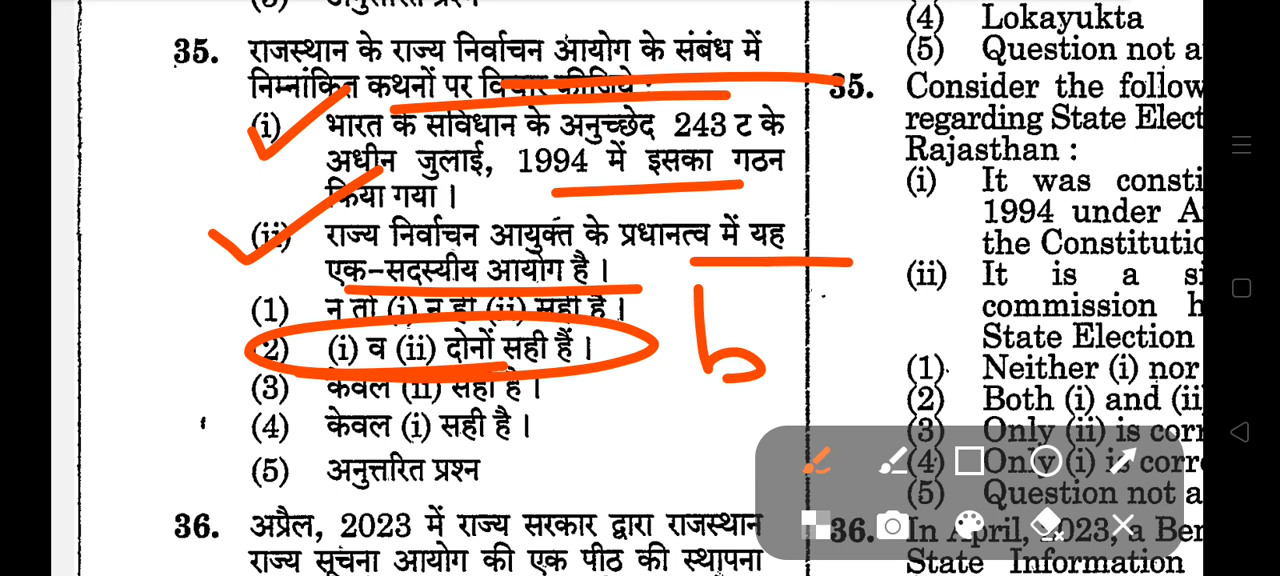 (5) अनुत्तरित प्रश्न
35. राजस्थान के राज्य निर्वाचन आयोग के संबंध में
निम्नांकित कथनों पर विचार कीजिये :
(i) भारत के संविधान के अनुच्छेद 243 ट के
अधीन जुलाई, 1994 में इसका गठन
किया गया।
(ii) राज्य निर्वाचन आयुक्त के प्रधानत्व में यह
एक-सदस्यीय आयोग है।
(1) न तो (i) न ही (ii) सही है।
(2) (i) व (ii) दोनों सही हैं।
(3) केवल (ii) सही है।
(4) केवल (i) सही है।
(5) अनुत्तरित प्रश्न
36. अप्रैल, 2023 में राज्य सरकार द्वारा राजस्थान
राज्य सूचना आयोग की एक पीठ की स्थापना
b
(4) Lokayukta
(5) Question not a
35. Consider the follow
regarding State Elect
Rajasthan :
(i) It was consti
1994 under A
the Constitutio
(ii) It is a si
commission h
State Election
(1) Neither (i) nor
(2) Both (i) and (ii
(3) Only (ii) is corr
(4) Only (i) is corre
(5) Question not a
36. In April, 2023, a Ben
State Information